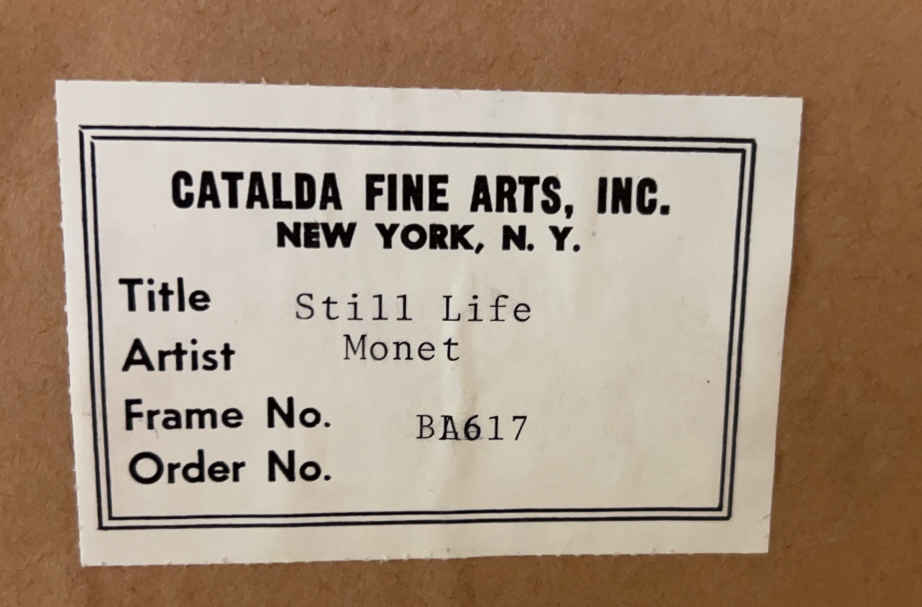 CATALDA FINE ARTS, INC.
NEW YORK, N. Y.
Title Still Life
Artist Monet
Frame No. BA617
Order No.